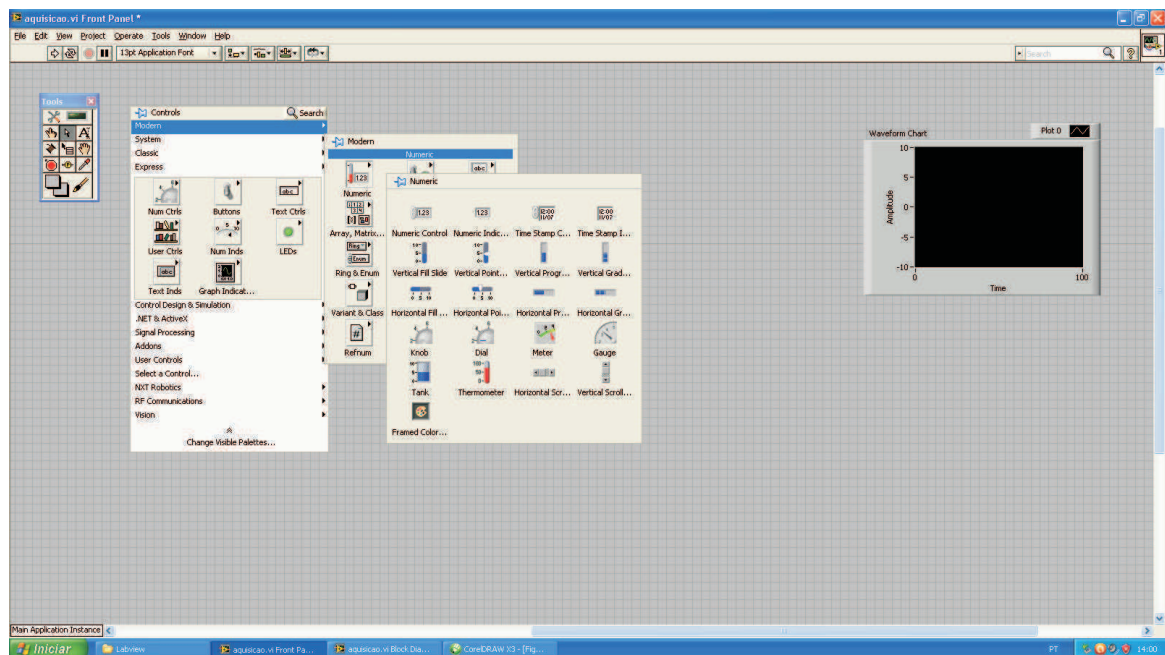 aquisicao.vi Front Panel *
File Edit View Project Operate Tools Window Help
13pt Application Font
Search
Tools
Controls Search
Modern
System
Classic
Express
Num Ctrls Buttons Text Ctrls
User Ctrls Num Inds LEDs
Text Inds Graph Indicat...
Control Design & Simulation
.NET & ActiveX
Signal Processing
Addons
User Controls
Select a Control...
NXT Robotics
RF Communications
Vision
Change Visible Palettes...
Modern
Numeric
Numeric
Array, Matrix...
Ring & Enum
Variant & Class
Refnum
Numeric
Numeric Control Numeric Indic... Time Stamp C... Time Stamp I...
Vertical Fill Slide Vertical Point... Vertical Progr... Vertical Grad...
Horizontal Fill ... Horizontal Poi... Horizontal Pr... Horizontal Gr...
Knob Dial Meter Gauge
Tank Thermometer Horizontal Scr... Vertical Scroll...
Framed Color...
Waveform Chart Plot 0
10
5
0
-5
-10
Amplitude
0 100
Time
Main Application Instance
Iniciar Labview aquisicao.vi Front Pa... aquisicao.vi Block Dia... CorelDRAW X3 - [Fig... PT 14:00